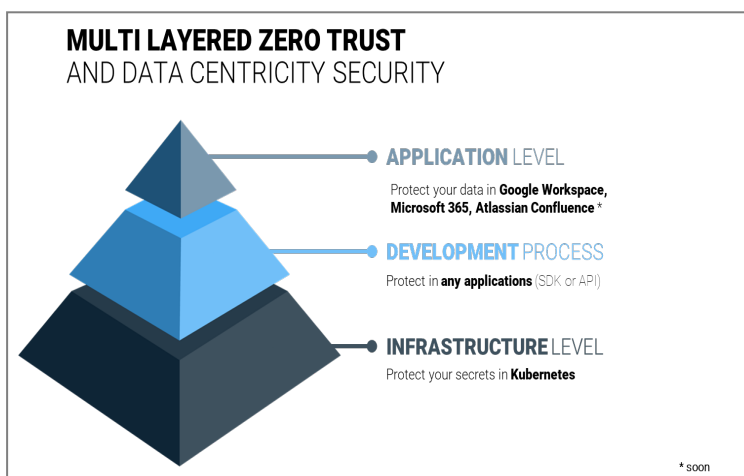 MULTI LAYERED ZERO TRUST
AND DATA CENTRICITY SECURITY
APPLICATION LEVEL
Protect your data in Google Workspace,
Microsoft 365, Atlassian Confluence *
DEVELOPMENT PROCESS
Protect in any applications (SDK or API)
INFRASTRUCTURE LEVEL
Protect your secrets in Kubernetes
* soon